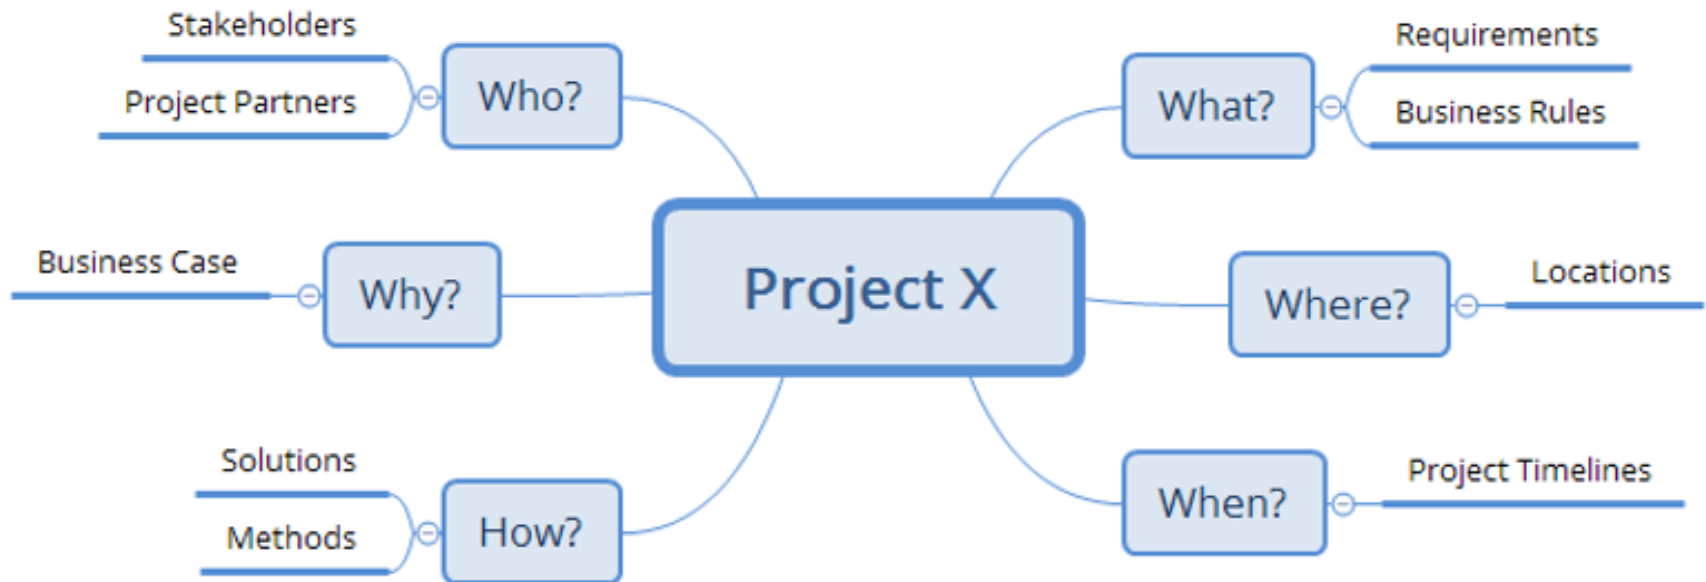 Stakeholders
Project Partners
Who?
Business Case
Why?
Solutions
Methods
How?
Project X
What?
Requirements
Business Rules
Where?
Locations
When?
Project Timelines